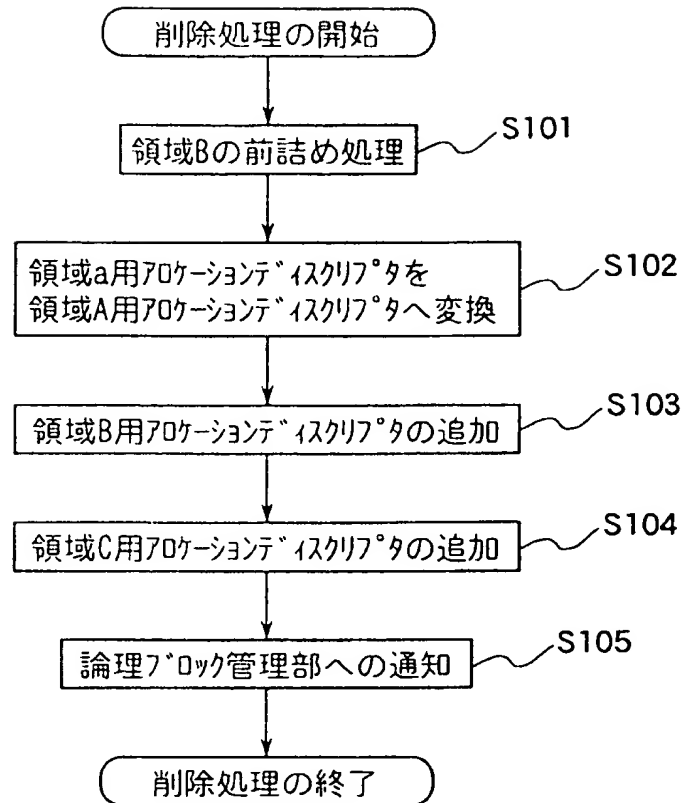 削除処理の開始
領域Bの前詰め処理
S101
領域a用ｱﾛｹｰｼｮﾝﾃﾞｨｽｸﾘﾌﾟﾀを
領域A用ｱﾛｹｰｼｮﾝﾃﾞｨｽｸﾘﾌﾟﾀへ変換
S102
領域B用ｱﾛｹｰｼｮﾝﾃﾞｨｽｸﾘﾌﾟﾀの追加
S103
領域C用ｱﾛｹｰｼｮﾝﾃﾞｨｽｸﾘﾌﾟﾀの追加
S104
論理ﾌﾞﾛｯｸ管理部への通知
S105
削除処理の終了